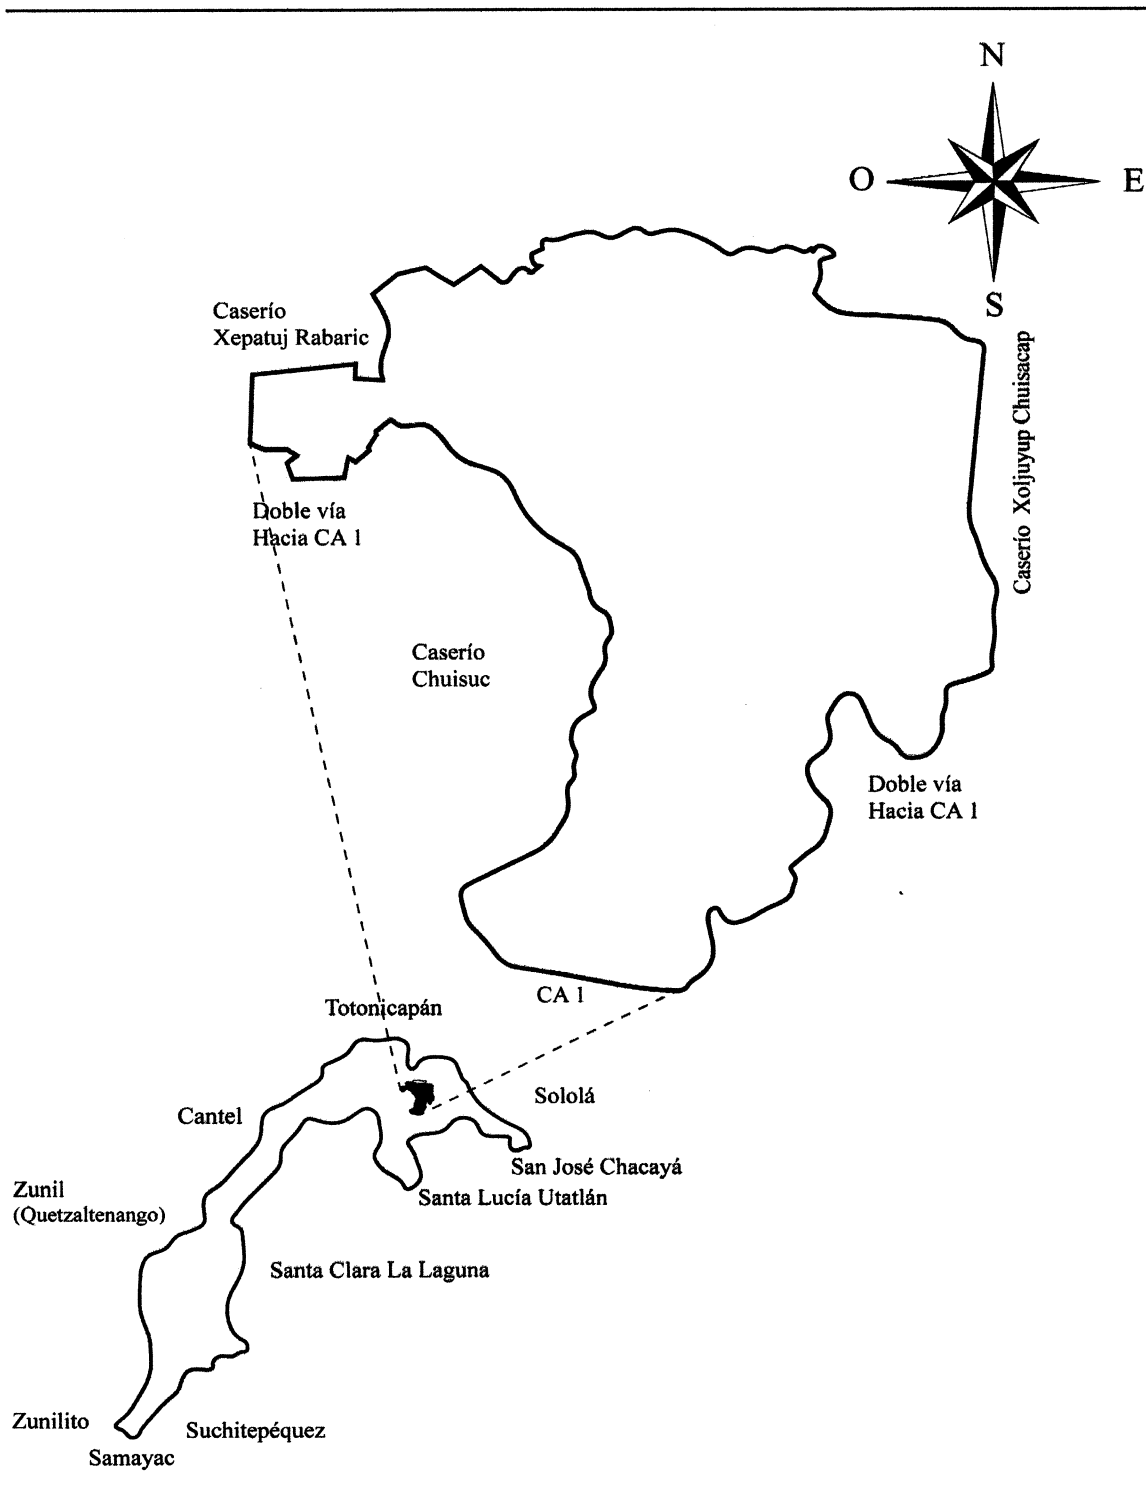 N
O
E
S
Caserío
Xepatuj Rabaric
Caserío Xoljuyup Chuisacap
Doble vía
Hacia CA 1
Caserío
Chuisuc
Doble vía
Hacia CA 1
CA 1
Totonicapán
Sololá
Cantel
San José Chacayá
Zunil
(Quetzaltenango)
Santa Lucía Utatlán
Santa Clara La Laguna
Zunilito
Suchitepéquez
Samayac